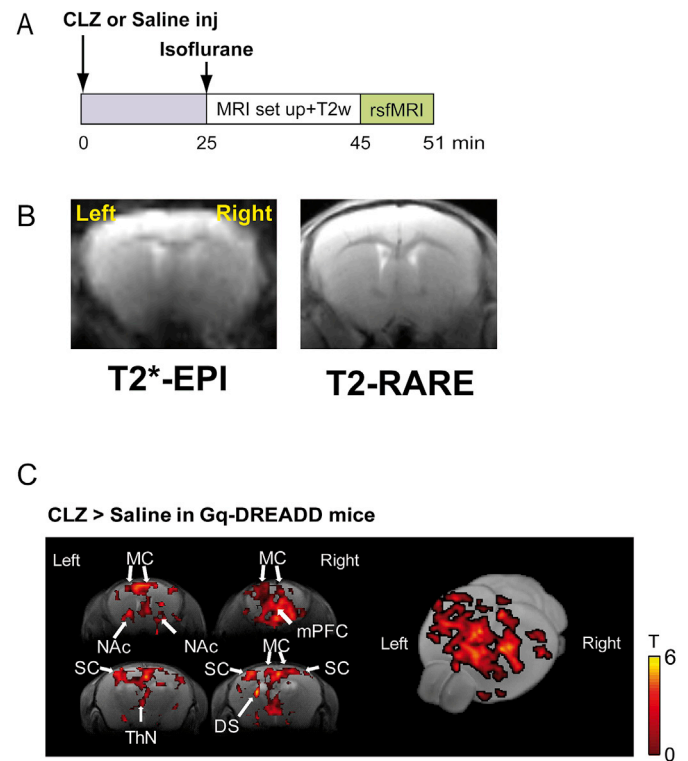 A
CLZ or Saline inj
Isoflurane
MRI set up+T2w
rsfMRI
0
25
45
51 min
B
Left
Right
T2*-EPI
T2-RARE
C
CLZ > Saline in Gq-DREADD mice
Left
MC
MC
Right
NAc
NAc
mPFC
SC
SC
MC
SC
ThN
DS
Left
Right
T
6
0